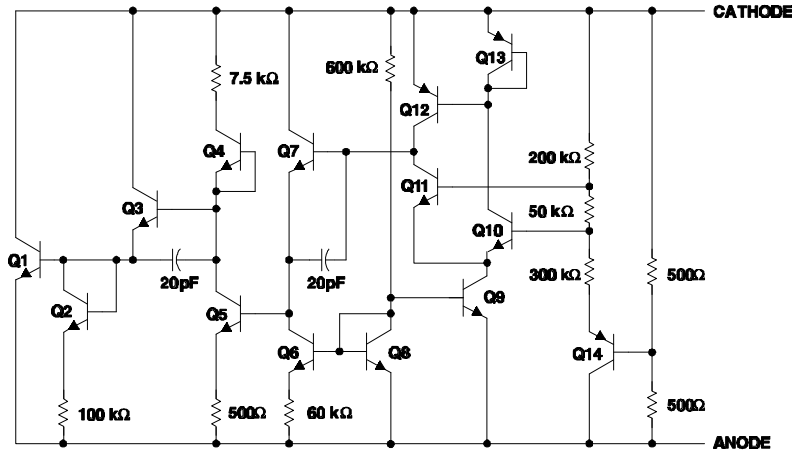 CATHODE
Q13
7.5 kΩ
600 kΩ
Q12
Q4
Q7
200 kΩ
Q11
Q3
50 kΩ
Q10
Q1
300 kΩ
20pF
20pF
500Ω
Q2
Q5
Q9
Q6
Q8
Q14
100 kΩ
500Ω
60 kΩ
500Ω
ANODE